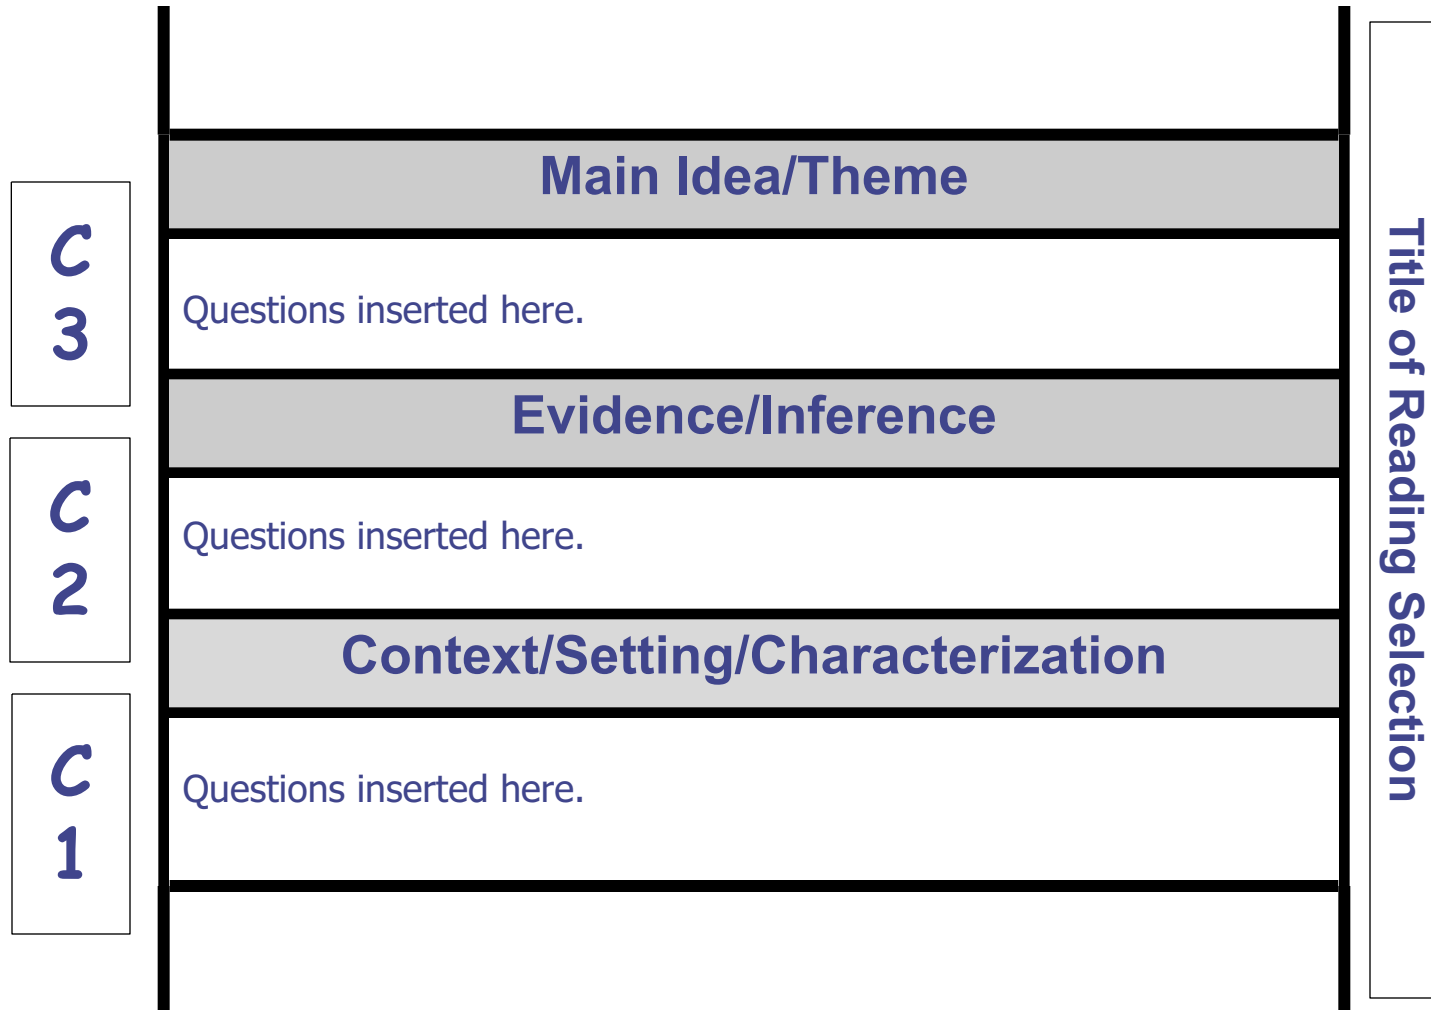 C
3
Main Idea/Theme
Questions inserted here.
C
2
Evidence/Inference
Questions inserted here.
C
1
Context/Setting/Characterization
Questions inserted here.
Title of Reading Selection